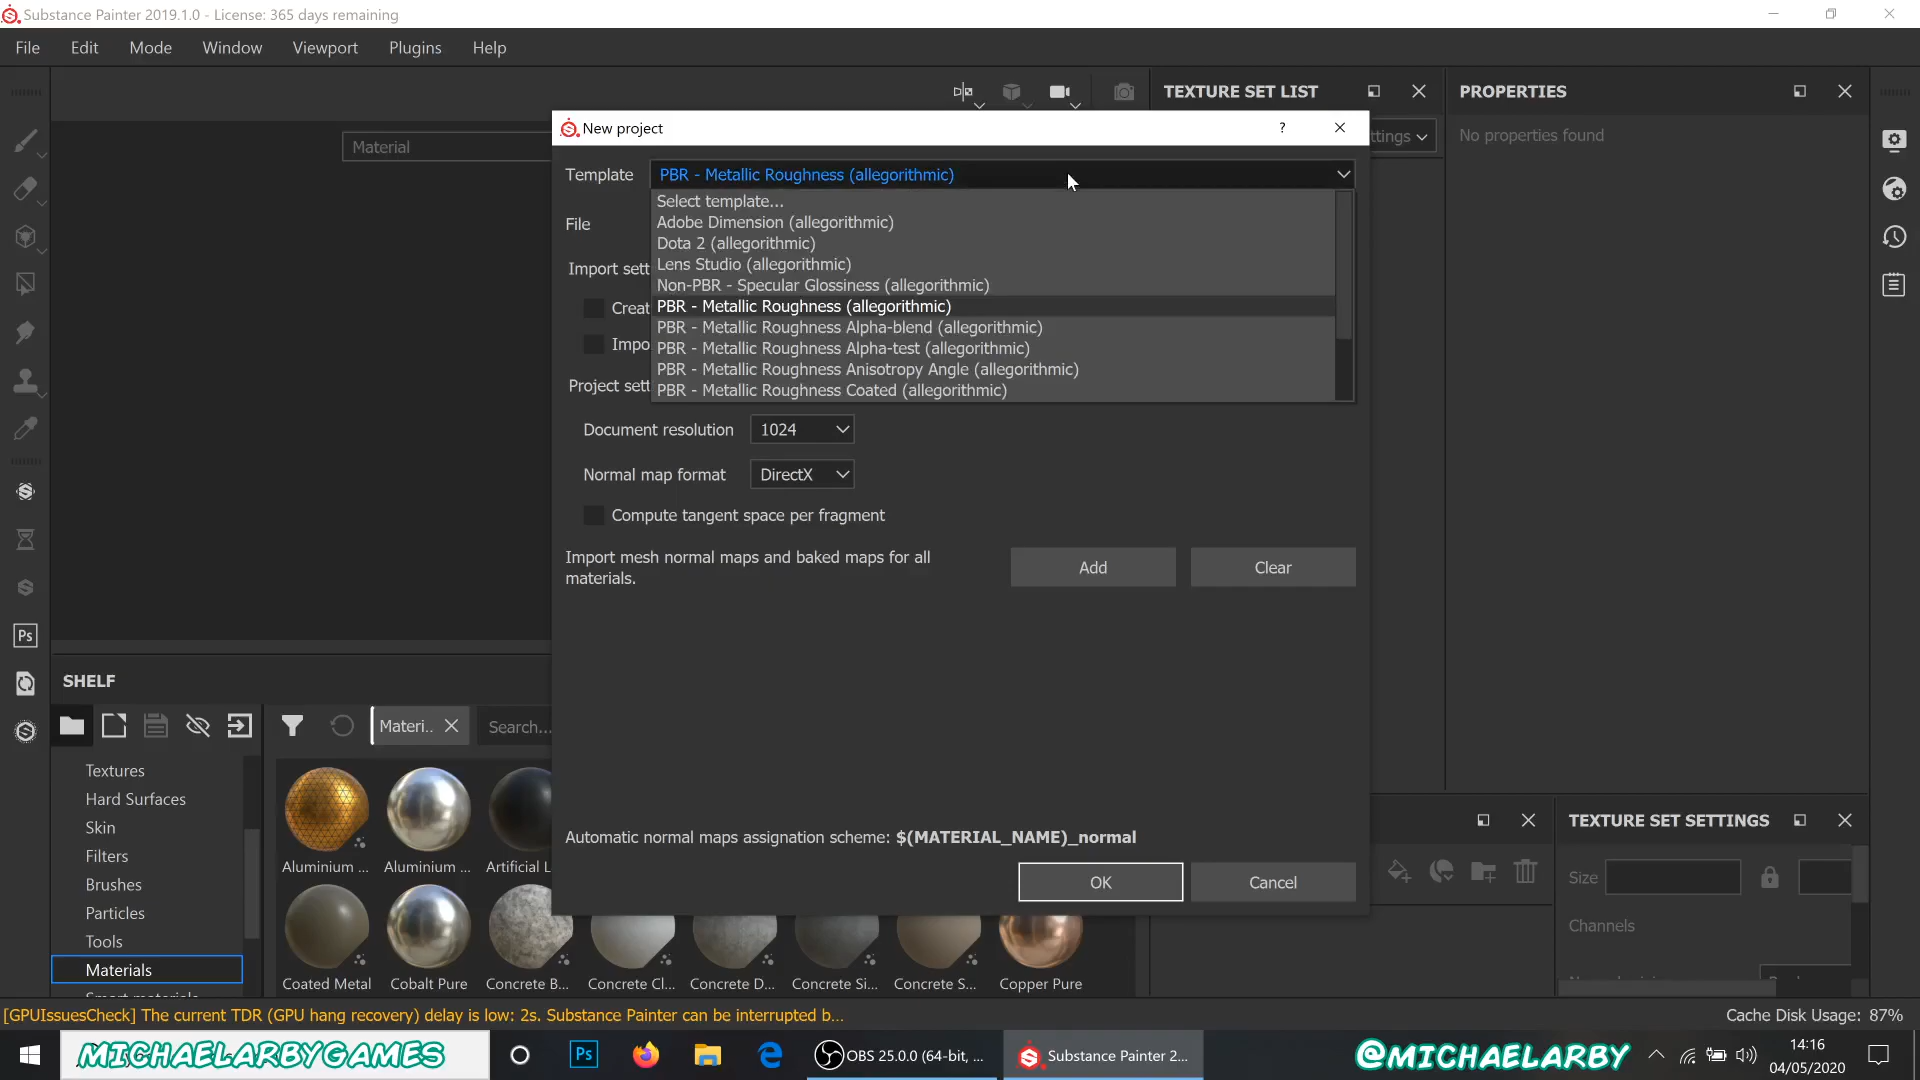 Substance Painter 2019.1.0 - License: 365 days remaining
File Edit Mode Window Viewport Plugins Help
TEXTURE SET LIST
PROPERTIES
Material
ttings
No properties found
New project
?
Template PBR - Metallic Roughness (allegorithmic)
Select template...
Adobe Dimension (allegorithmic)
Dota 2 (allegorithmic)
Lens Studio (allegorithmic)
Non-PBR - Specular Glossiness (allegorithmic)
PBR - Metallic Roughness (allegorithmic)
PBR - Metallic Roughness Alpha-blend (allegorithmic)
PBR - Metallic Roughness Alpha-test (allegorithmic)
PBR - Metallic Roughness Anisotropy Angle (allegorithmic)
PBR - Metallic Roughness Coated (allegorithmic)
File
Import sett
Creat
Impo
Project sett
Document resolution 1024
Normal map format DirectX
Compute tangent space per fragment
Import mesh normal maps and baked maps for all
materials.
Add Clear
Automatic normal maps assignation scheme: $(MATERIAL_NAME)_normal
OK Cancel
Ps
SHELF
Materi.. Search...
Textures
Hard Surfaces
Skin
Filters
Brushes
Particles
Tools
Materials
Aluminium ... Aluminium ... Artificial L
Coated Metal Cobalt Pure Concrete B... Concrete Cl... Concrete D... Concrete Si... Concrete S... Copper Pure
TEXTURE SET SETTINGS
Size
Channels
[GPUIssuesCheck] The current TDR (GPU hang recovery) delay is low: 2s. Substance Painter can be interrupted b...
Cache Disk Usage: 87%
MICHAELARBYGAMES
Ps
OBS 25.0.0 (64-bit, ...
Substance Painter 2...
@MICHAELARBY
14:16
04/05/2020